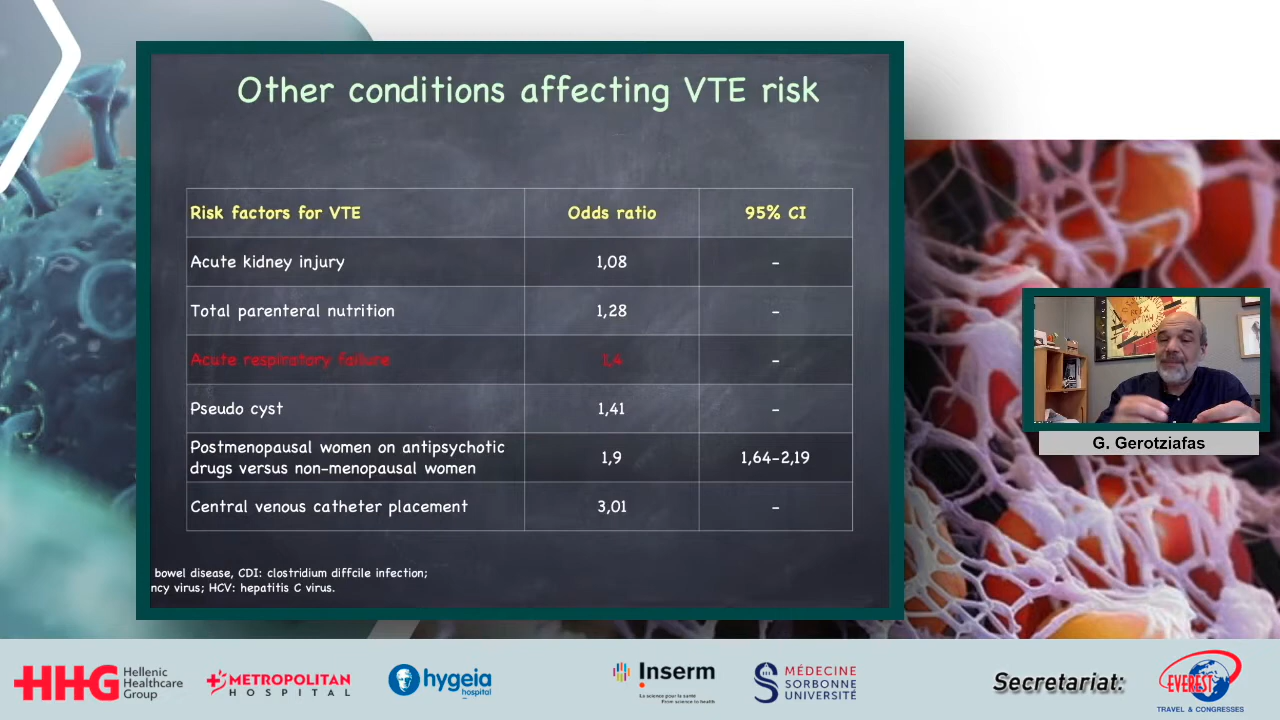 Other conditions affecting VTE risk
Risk factors for VTE Odds ratio 95% CI
Acute kidney injury 1,08 -
Total parenteral nutrition 1,28 -
Acute respiratory failure 1,4 -
Pseudo cyst 1,41 -
Postmenopausal women on antipsychotic
drugs versus non-menopausal women 1,9 1,64-2,19
Central venous catheter placement 3,01 -
bowel disease, CDI: clostridium diffcile infection;
ncy virus; HCV: hepatitis C virus.
G. Gerotziafas
HHG Hellenic
Healthcare
Group
METROPOLITAN
HOSPITAL
hygeia
hospital
Inserm
La science pour la santé
From science to health
MÉDECINE
SORBONNE
UNIVERSITÉ
Secretariat:
EVEREST
TRAVEL & CONGRESSES